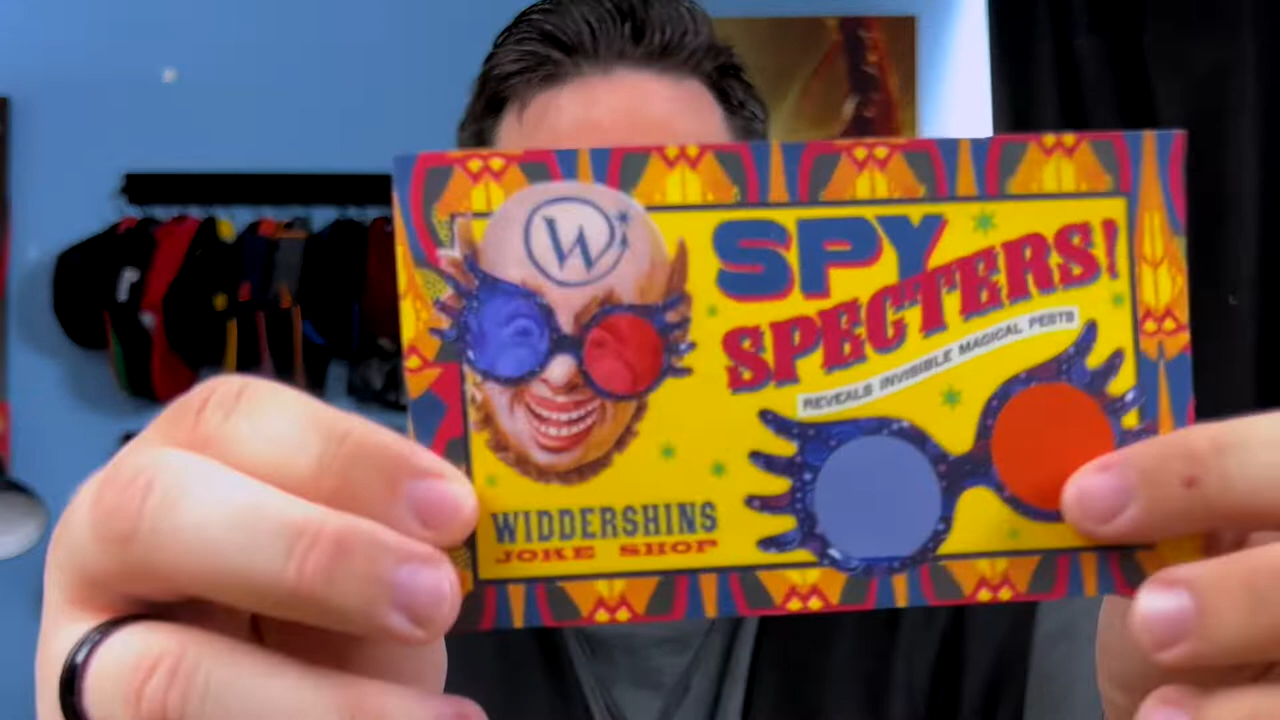 W
SPY
SPECTERS!
REVEALS INVISIBLE MAGICAL PESTS
WIDDERSHINS
JOKE SHOP